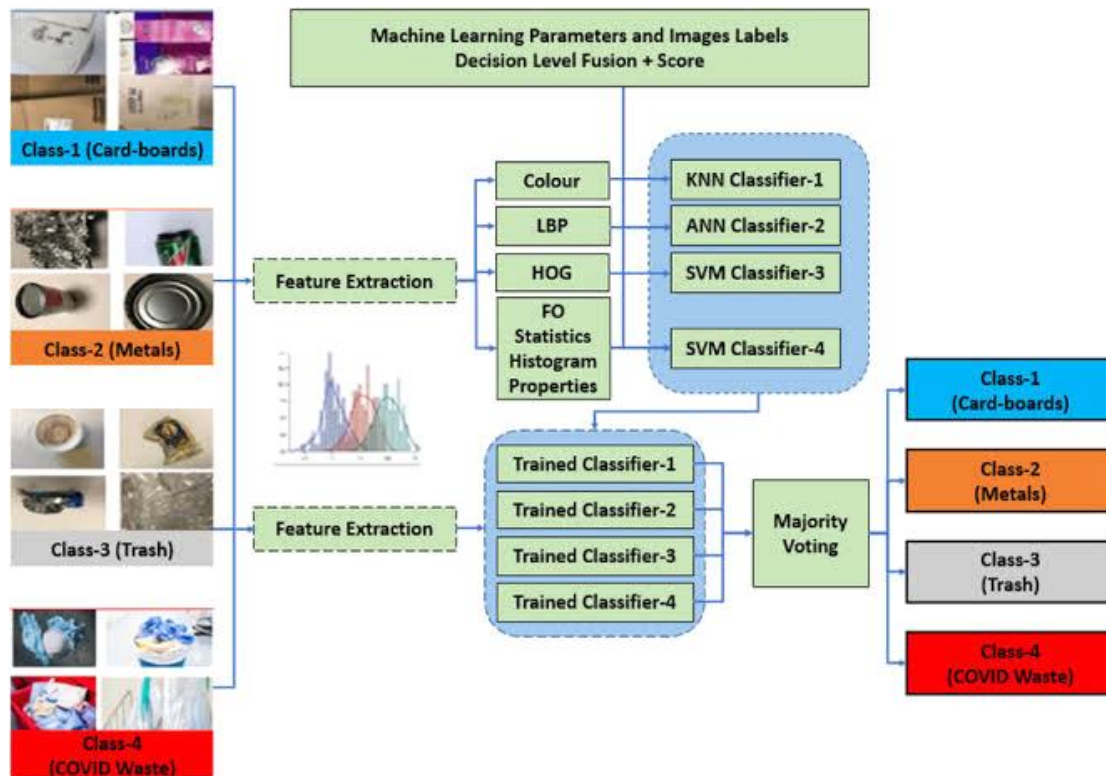 Machine Learning Parameters and Images Labels
Decision Level Fusion + Score
Class-1 (Card-boards)
Class-2 (Metals)
Class-3 (Trash)
Class-4
(COVID Waste)
Feature Extraction
Colour
LBP
HOG
FO
Statistics
Histogram
Properties
KNN Classifier-1
ANN Classifier-2
SVM Classifier-3
SVM Classifier-4
Feature Extraction
Trained Classifier-1
Trained Classifier-2
Trained Classifier-3
Trained Classifier-4
Majority
Voting
Class-1
(Card-boards)
Class-2
(Metals)
Class-3
(Trash)
Class-4
(COVID Waste)